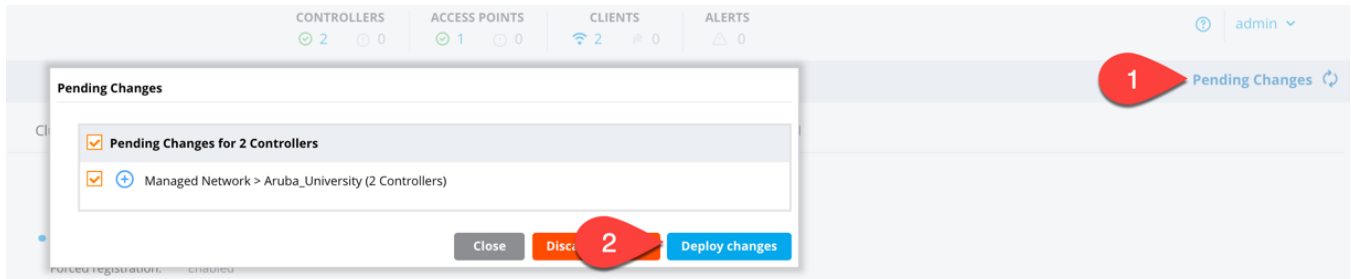 CONTROLLERS ACCESS POINTS CLIENTS ALERTS
2 0 1 0 2 0 0 admin
Pending Changes
1
Pending Changes
Pending Changes for 2 Controllers
Managed Network > Aruba_University (2 Controllers)
Close 2 Deploy changes
Forced registration: Enabled